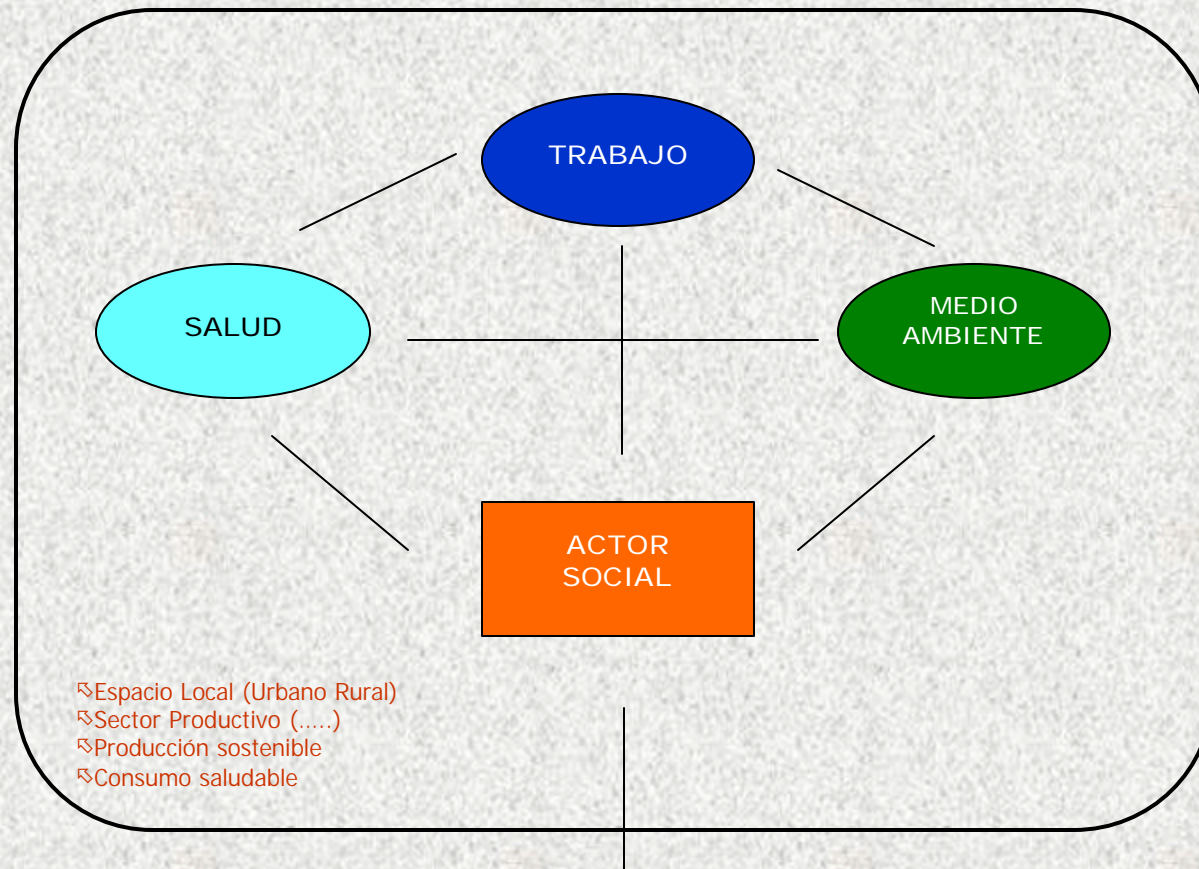 TRABAJO
SALUD
MEDIO
AMBIENTE
ACTOR
SOCIAL
Espacio Local (Urbano Rural)
Sector Productivo (.....)
Producción sostenible
Consumo saludable